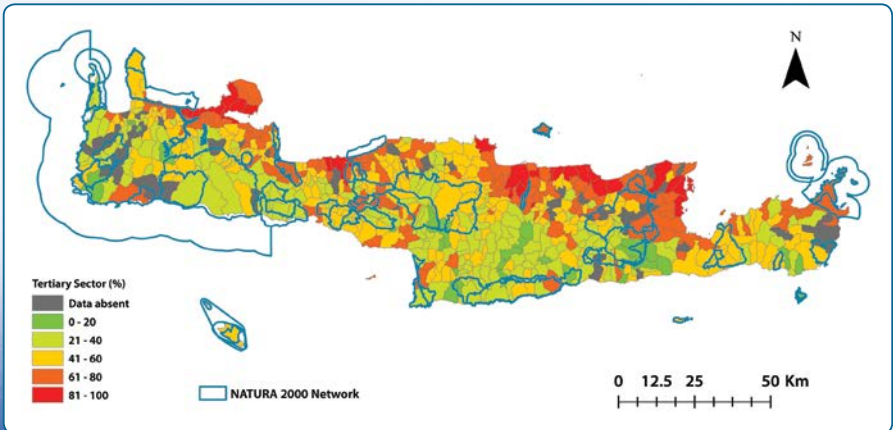 N
Tertiary Sector (%)
Data absent
0 - 20
21 - 40
41 - 60
61 - 80
81 - 100
NATURA 2000 Network
0 12.5 25 50 Km